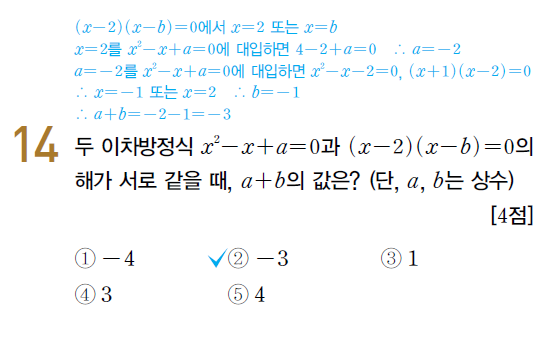 (x-2)(x-b)=0에서 x=2 또는 x=b
x=2를 x²-x+a=0에 대입하면 4-2+a=0 ∴ a=-2
a=-2를 x²-x+a=0에 대입하면 x²-x-2=0, (x+1)(x-2)=0
∴ x=-1 또는 x=2 ∴ b=-1
∴ a+b=-2-1=-3
14 두 이차방정식 x²-x+a=0과 (x-2)(x-b)=0의
해가 서로 같을 때, a+b의 값은? (단, a, b는 상수)
[4점]
① -4 ✓② -3 ③ 1
④ 3 ⑤ 4